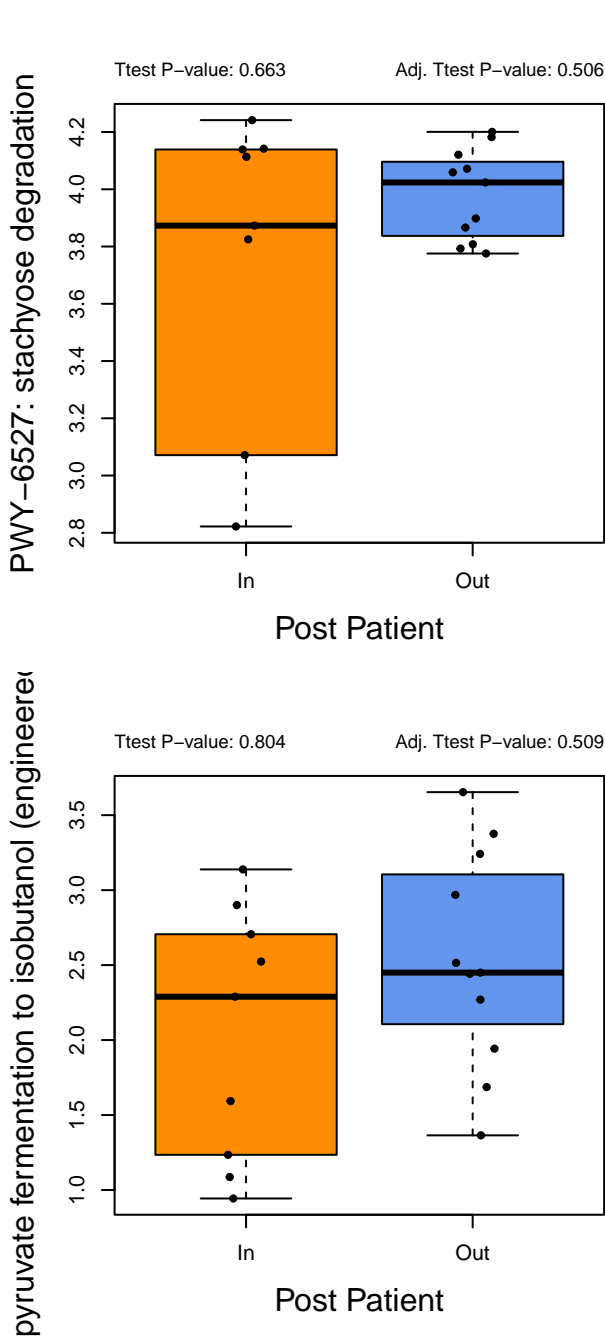 Ttest P−value: 0.663
Adj. Ttest P−value: 0.506
PWY−6527: stachyose degradation
4.2
4.0
3.8
3.6
3.4
3.2
3.0
2.8
In
Out
Post Patient
Ttest P−value: 0.804
Adj. Ttest P−value: 0.509
pyruvate fermentation to isobutanol (engineered
3.5
3.0
2.5
2.0
1.5
1.0
In
Out
Post Patient